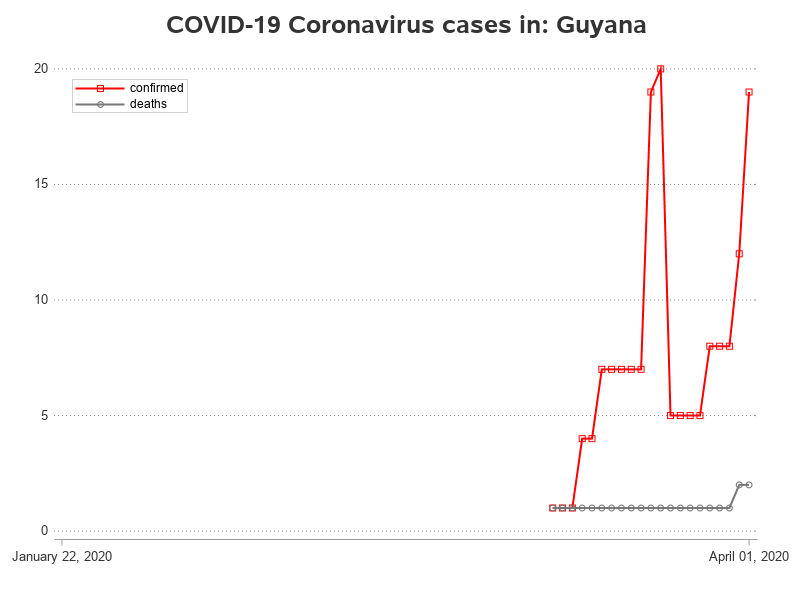 COVID-19 Coronavirus cases in: Guyana
20
confirmed
deaths
15
10
5
0
January 22, 2020
April 01, 2020